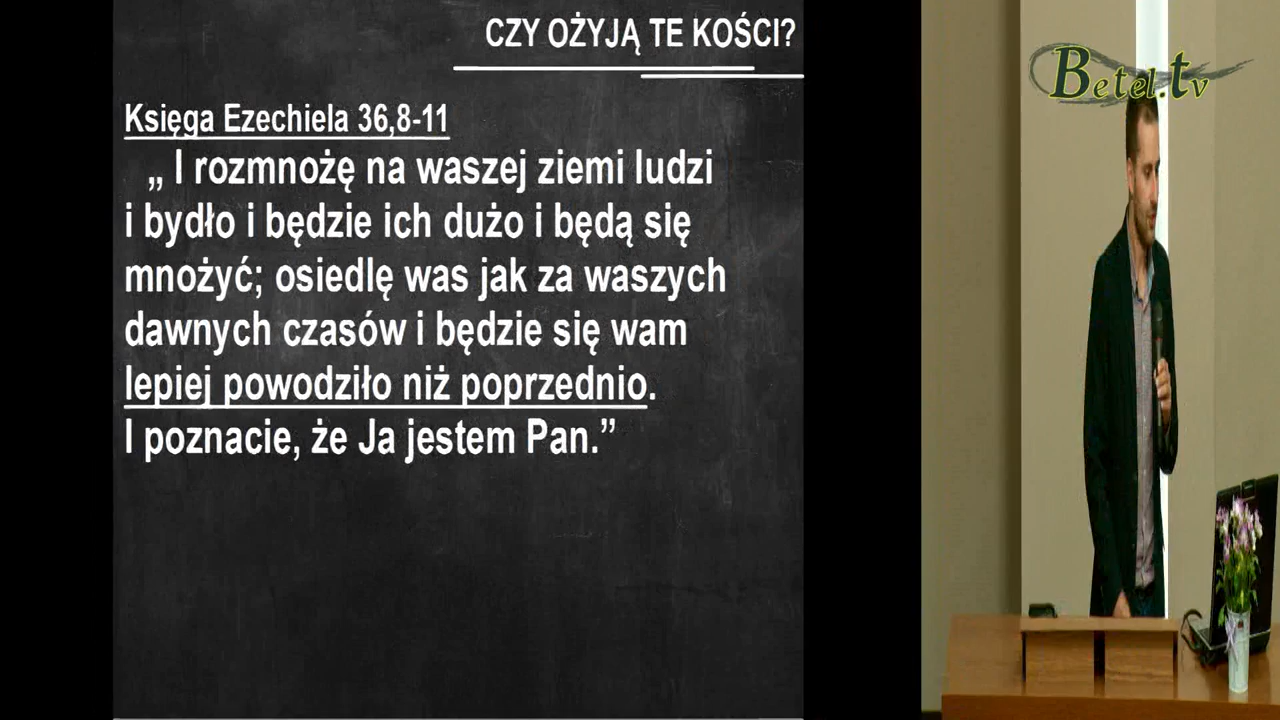 CZY OŻYJĄ TE KOŚCI?
Księga Ezechiela 36,8-11
„ I rozmnożę na waszej ziemi ludzi
i bydło i będzie ich dużo i będą się
mnożyć; osiedlę was jak za waszych
dawnych czasów i będzie się wam
lepiej powodziło niż poprzednio.
I poznacie, że Ja jestem Pan.”
Betel.tv